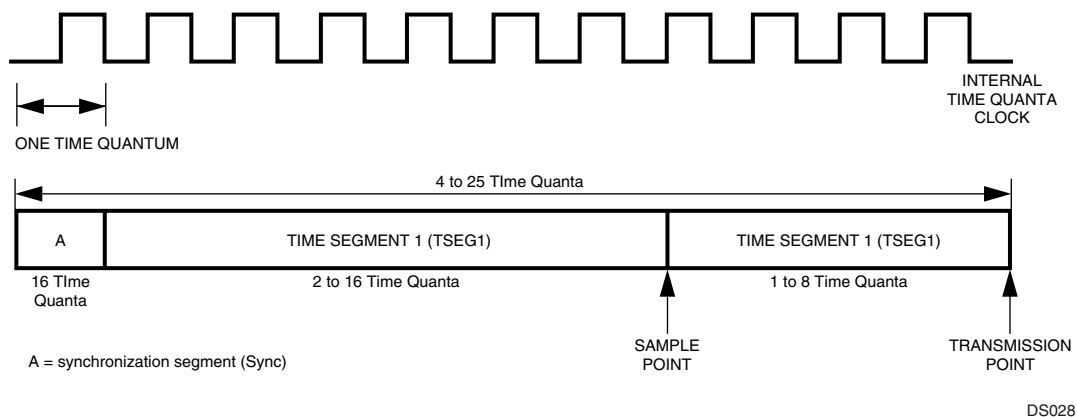 INTERNAL
TIME QUANTA
CLOCK
ONE TIME QUANTUM
4 to 25 TIme Quanta
A
TIME SEGMENT 1 (TSEG1)
TIME SEGMENT 1 (TSEG1)
16 TIme
Quanta
2 to 16 Time Quanta
1 to 8 Time Quanta
A = synchronization segment (Sync)
SAMPLE
POINT
TRANSMISSION
POINT
DS028